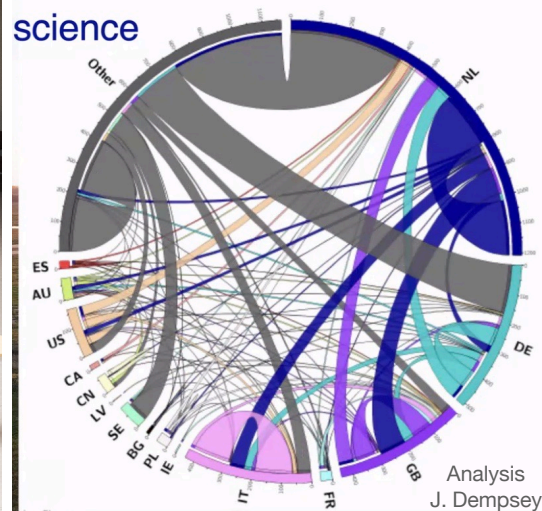 science
Other
NL
ES
AU
US
CA
CN
LV
SE
BG
PL
IE
IT
FR
GB
DE
Analysis
J. Dempsey